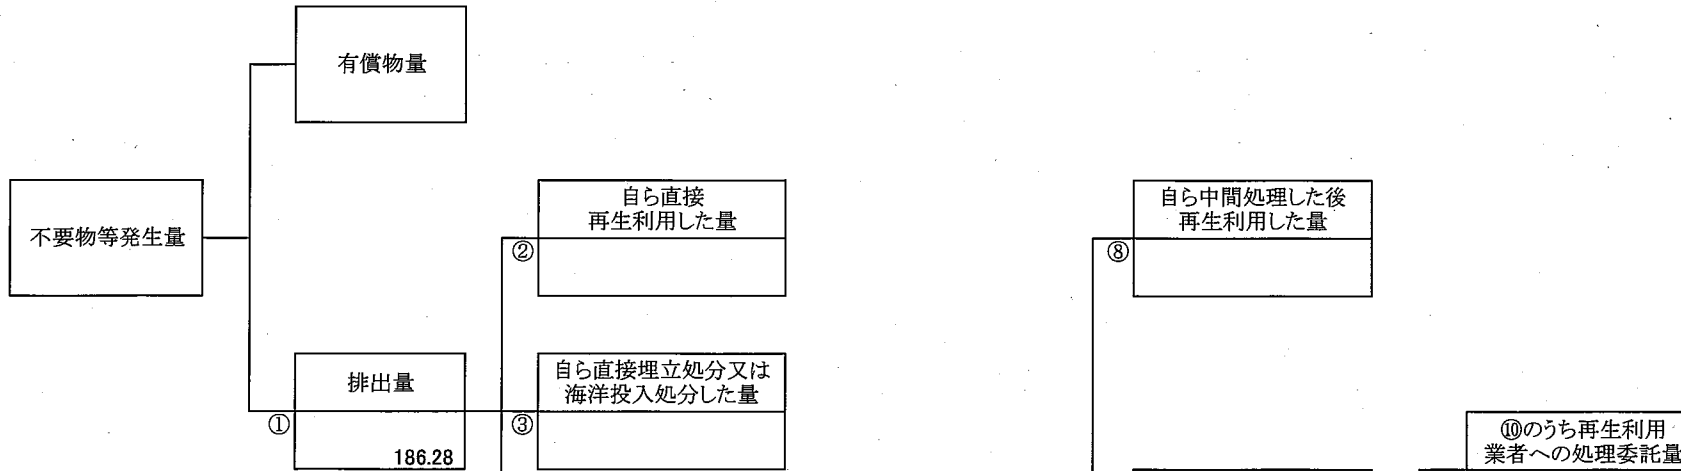 有償物量
不要物等発生量
自ら直接
再生利用した量
②
自ら中間処理した後
再生利用した量
⑧
排出量
①
186.28
自ら直接埋立処分又は
海洋投入処分した量
③
⑩のうち再生利用
業者への処理委託量